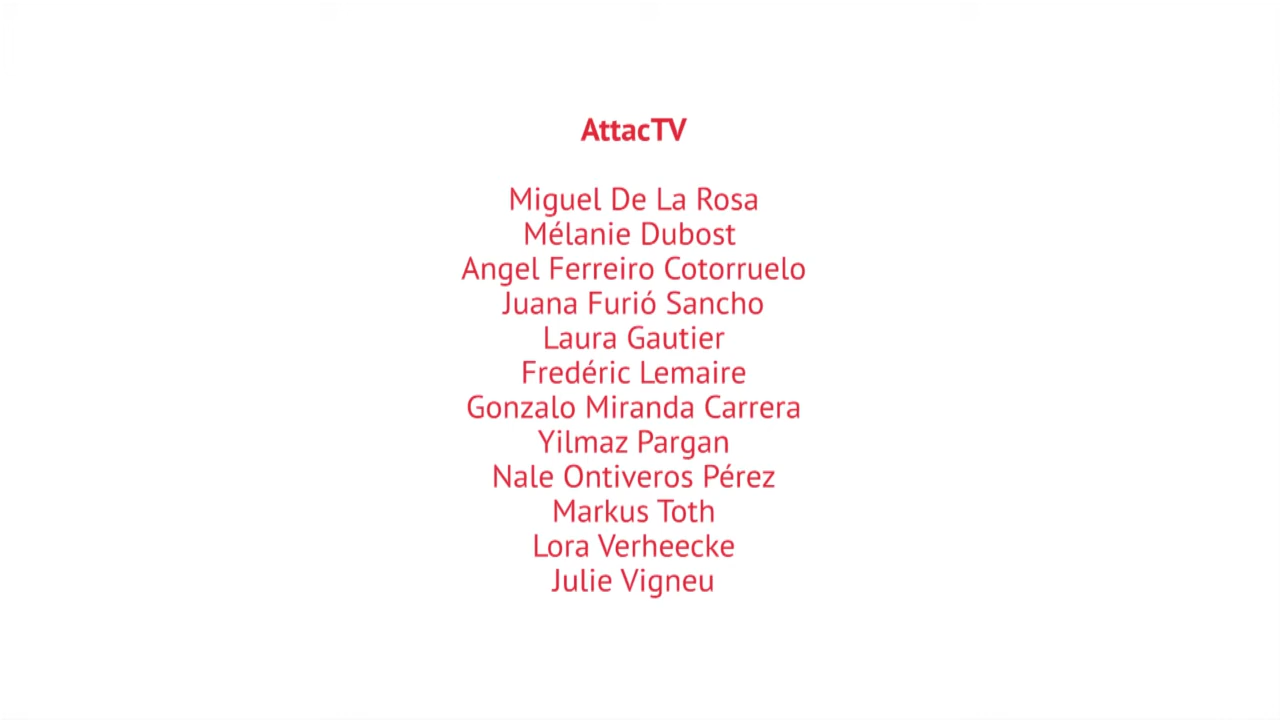 AttacTV
Miguel De La Rosa
Mélanie Dubost
Angel Ferreiro Cotorruelo
Juana Furió Sancho
Laura Gautier
Fredéric Lemaire
Gonzalo Miranda Carrera
Yilmaz Pargan
Nale Ontiveros Pérez
Markus Toth
Lora Verheecke
Julie Vigneu